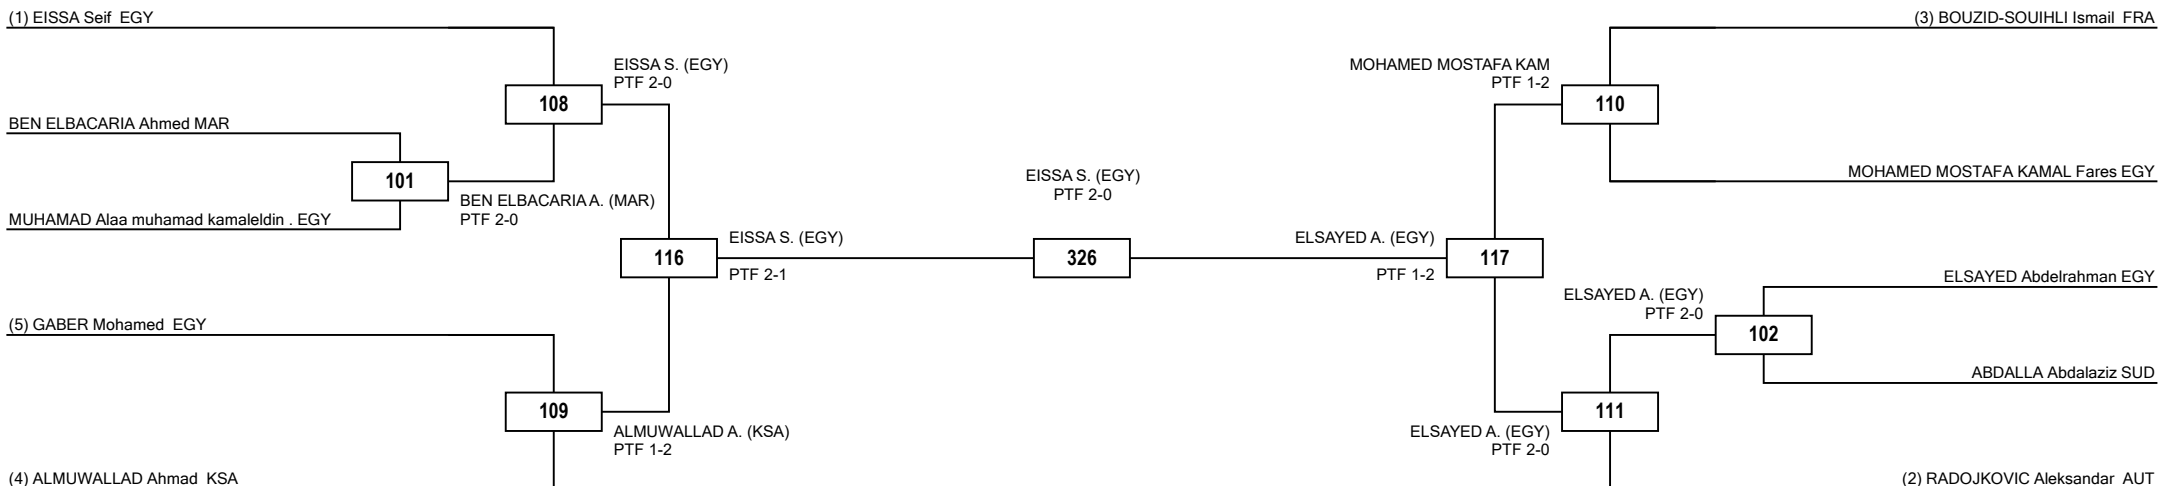 (1) EISSA Seif EGY
(3) BOUZID-SOUIHLI Ismail FRA
EISSA S. (EGY)
PTF 2-0
MOHAMED MOSTAFA KAM
PTF 1-2
108
110
BEN ELBACARIA Ahmed MAR
101
BEN ELBACARIA A. (MAR)
PTF 2-0
EISSA S. (EGY)
PTF 2-0
MOHAMED MOSTAFA KAMAL Fares EGY
MUHAMAD Alaa muhamad kamaleldin . EGY
116
EISSA S. (EGY)
PTF 2-1
326
ELSAYED A. (EGY)
PTF 1-2
117
ELSAYED Abdelrahman EGY
ELSAYED A. (EGY)
PTF 2-0
102
(5) GABER Mohamed EGY
ABDALLA Abdalaziz SUD
109
111
ALMUWALLAD A. (KSA)
PTF 1-2
ELSAYED A. (EGY)
PTF 2-0
(4) ALMUWALLAD Ahmad KSA
(2) RADOJKOVIC Aleksandar AUT